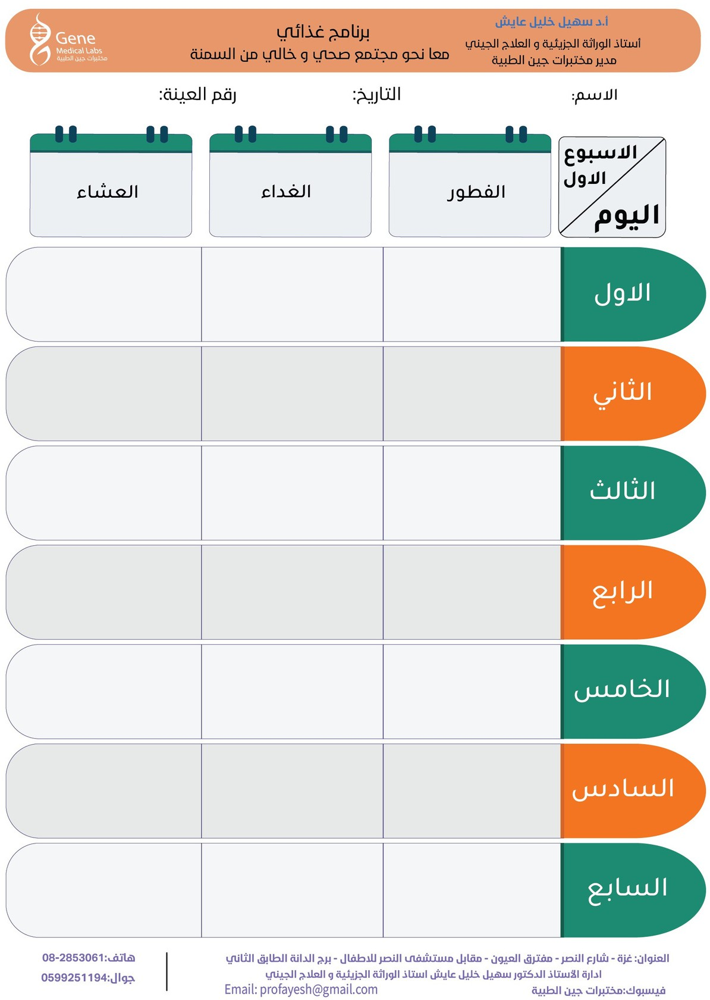 أ.د سهيل خليل عايش
أستاذ الوراثة الجزيئية و العلاج الجيني
مدير مختبرات جين الطبية
برنامج غذائي
معا نحو مجتمع صحي و خالي من السمنة
Gene
Medical Labs
مختبرات جين الطبية
الاسم:
التاريخ:
رقم العينة:
الاسبوع
الاول
اليوم
الفطور
الغداء
العشاء
الاول
الثاني
الثالث
الرابع
الخامس
السادس
السابع
العنوان: غزة - شارع النصر - مفترق العيون - مقابل مستشفى النصر للاطفال - برج الدانة الطابق الثاني
ادارة الأستاذ الدكتور سهيل خليل عايش استاذ الوراثة الجزيئية و العلاج الجيني
فيسبوك:مختبرات جين الطبية
Email: profayesh@gmail.com
هاتف:08-2853061
جوال:0599251194